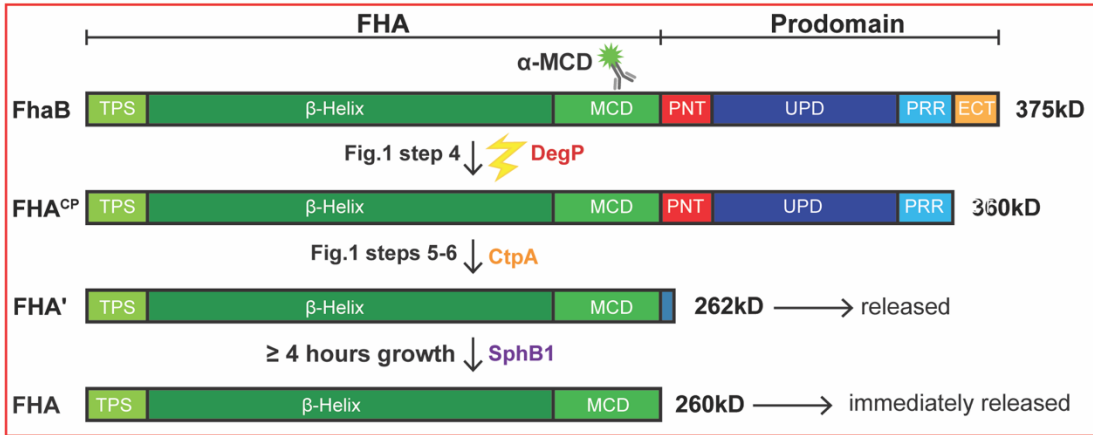 FHA Prodomain
α-MCD
FhaB TPS β-Helix MCD PNT UPD PRR ECT 375kD
Fig.1 step 4 DegP
FHAᶜᴾ TPS β-Helix MCD PNT UPD PRR 360kD
Fig.1 steps 5-6 CtpA
FHA' TPS β-Helix MCD 262kD released
≥ 4 hours growth SphB1
FHA TPS β-Helix MCD 260kD immediately released